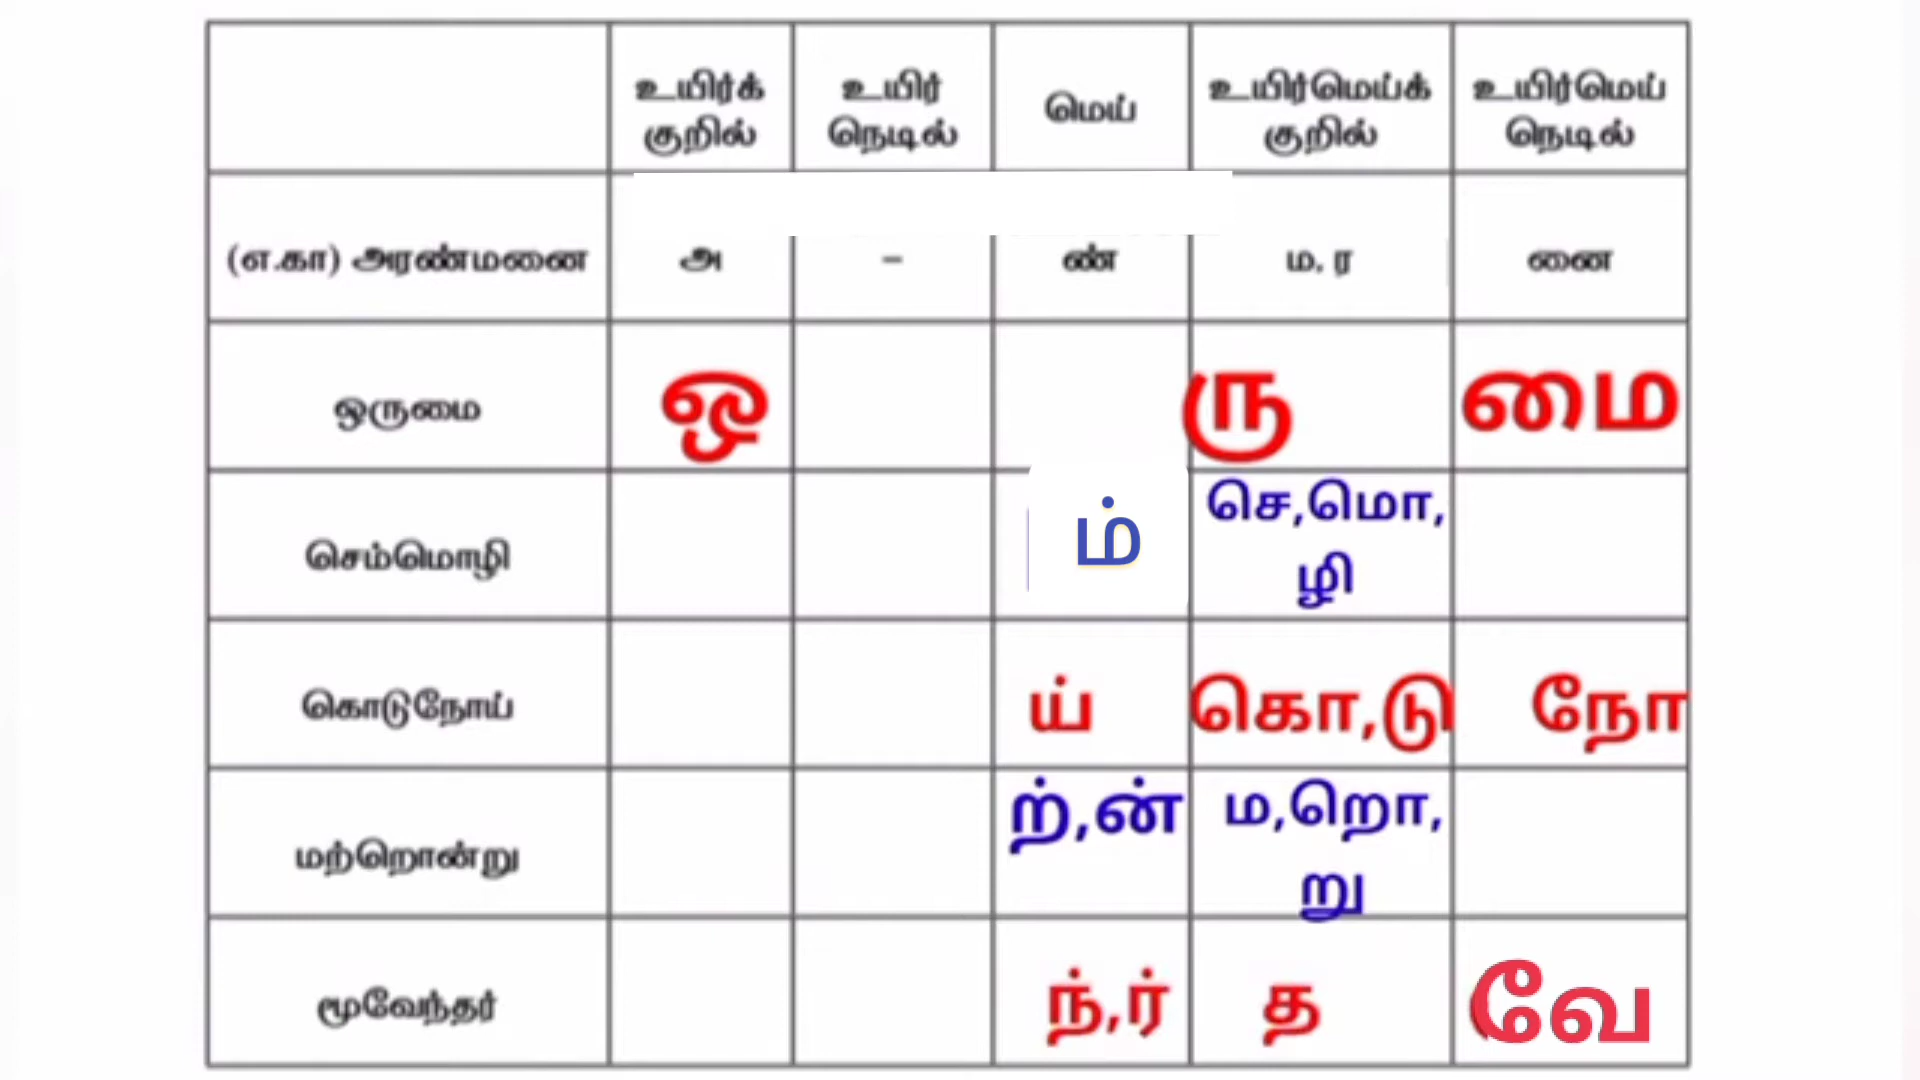 உயிர்க் குறில்
உயிர் நெடில்
மெய்
உயிர்மெய்க் குறில்
உயிர்மெய் நெடில்
(எ.கா) அரண்மனை அ – ண் ம, ர னை
ஒருமை ஒ ரு மை
செம்மொழி ம் செ,மொ,
ழி
கொடுநோய் ய் கொ,டு நோ
மற்றொன்று ற்,ன் ம,றொ,
று
மூவேந்தர் ந்,ர் த வே